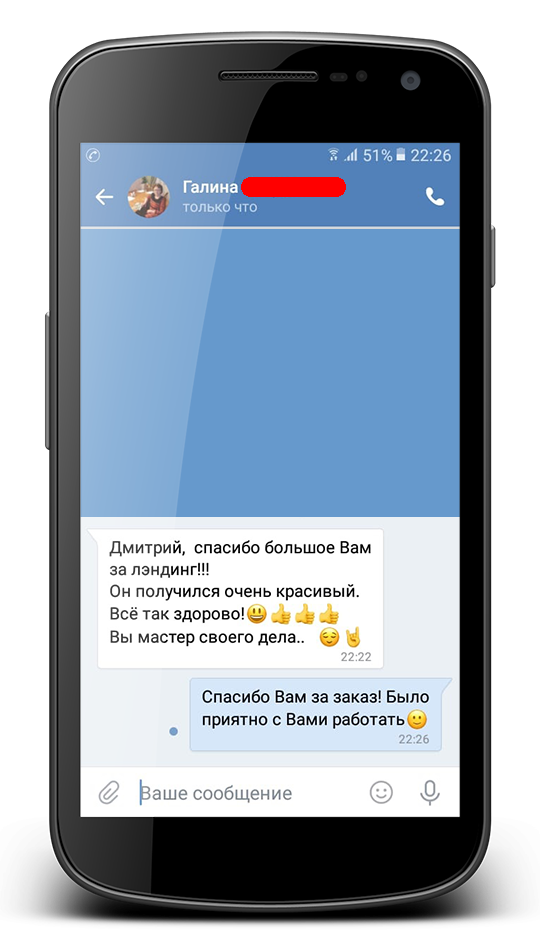 51% 22:26
Галина
только что
Дмитрий, спасибо большое Вам
за лэндинг!!!
Он получился очень красивый.
Всё так здорово!😃👍👍👍
Вы мастер своего дела.. 😌🤘
22:22
Спасибо Вам за заказ! Было
приятно с Вами работать🙂
22:26
Ваше сообщение